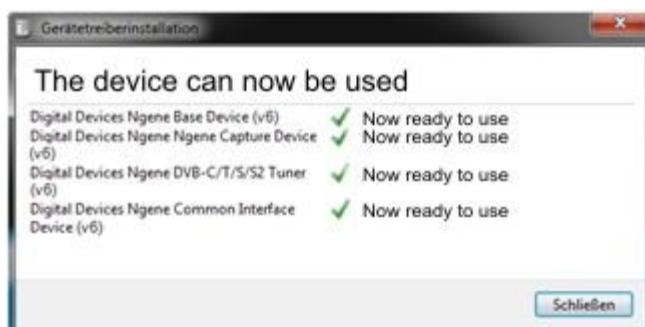 Gerätetreiberinstallation
The device can now be used
Digital Devices Ngene Base Device (v6) Now ready to use
Digital Devices Ngene Ngene Capture Device Now ready to use
(v6)
Digital Devices Ngene DVB-C/T/S/S2 Tuner Now ready to use
(v6)
Digital Devices Ngene Common Interface Now ready to use
Device (v6)
Schließen